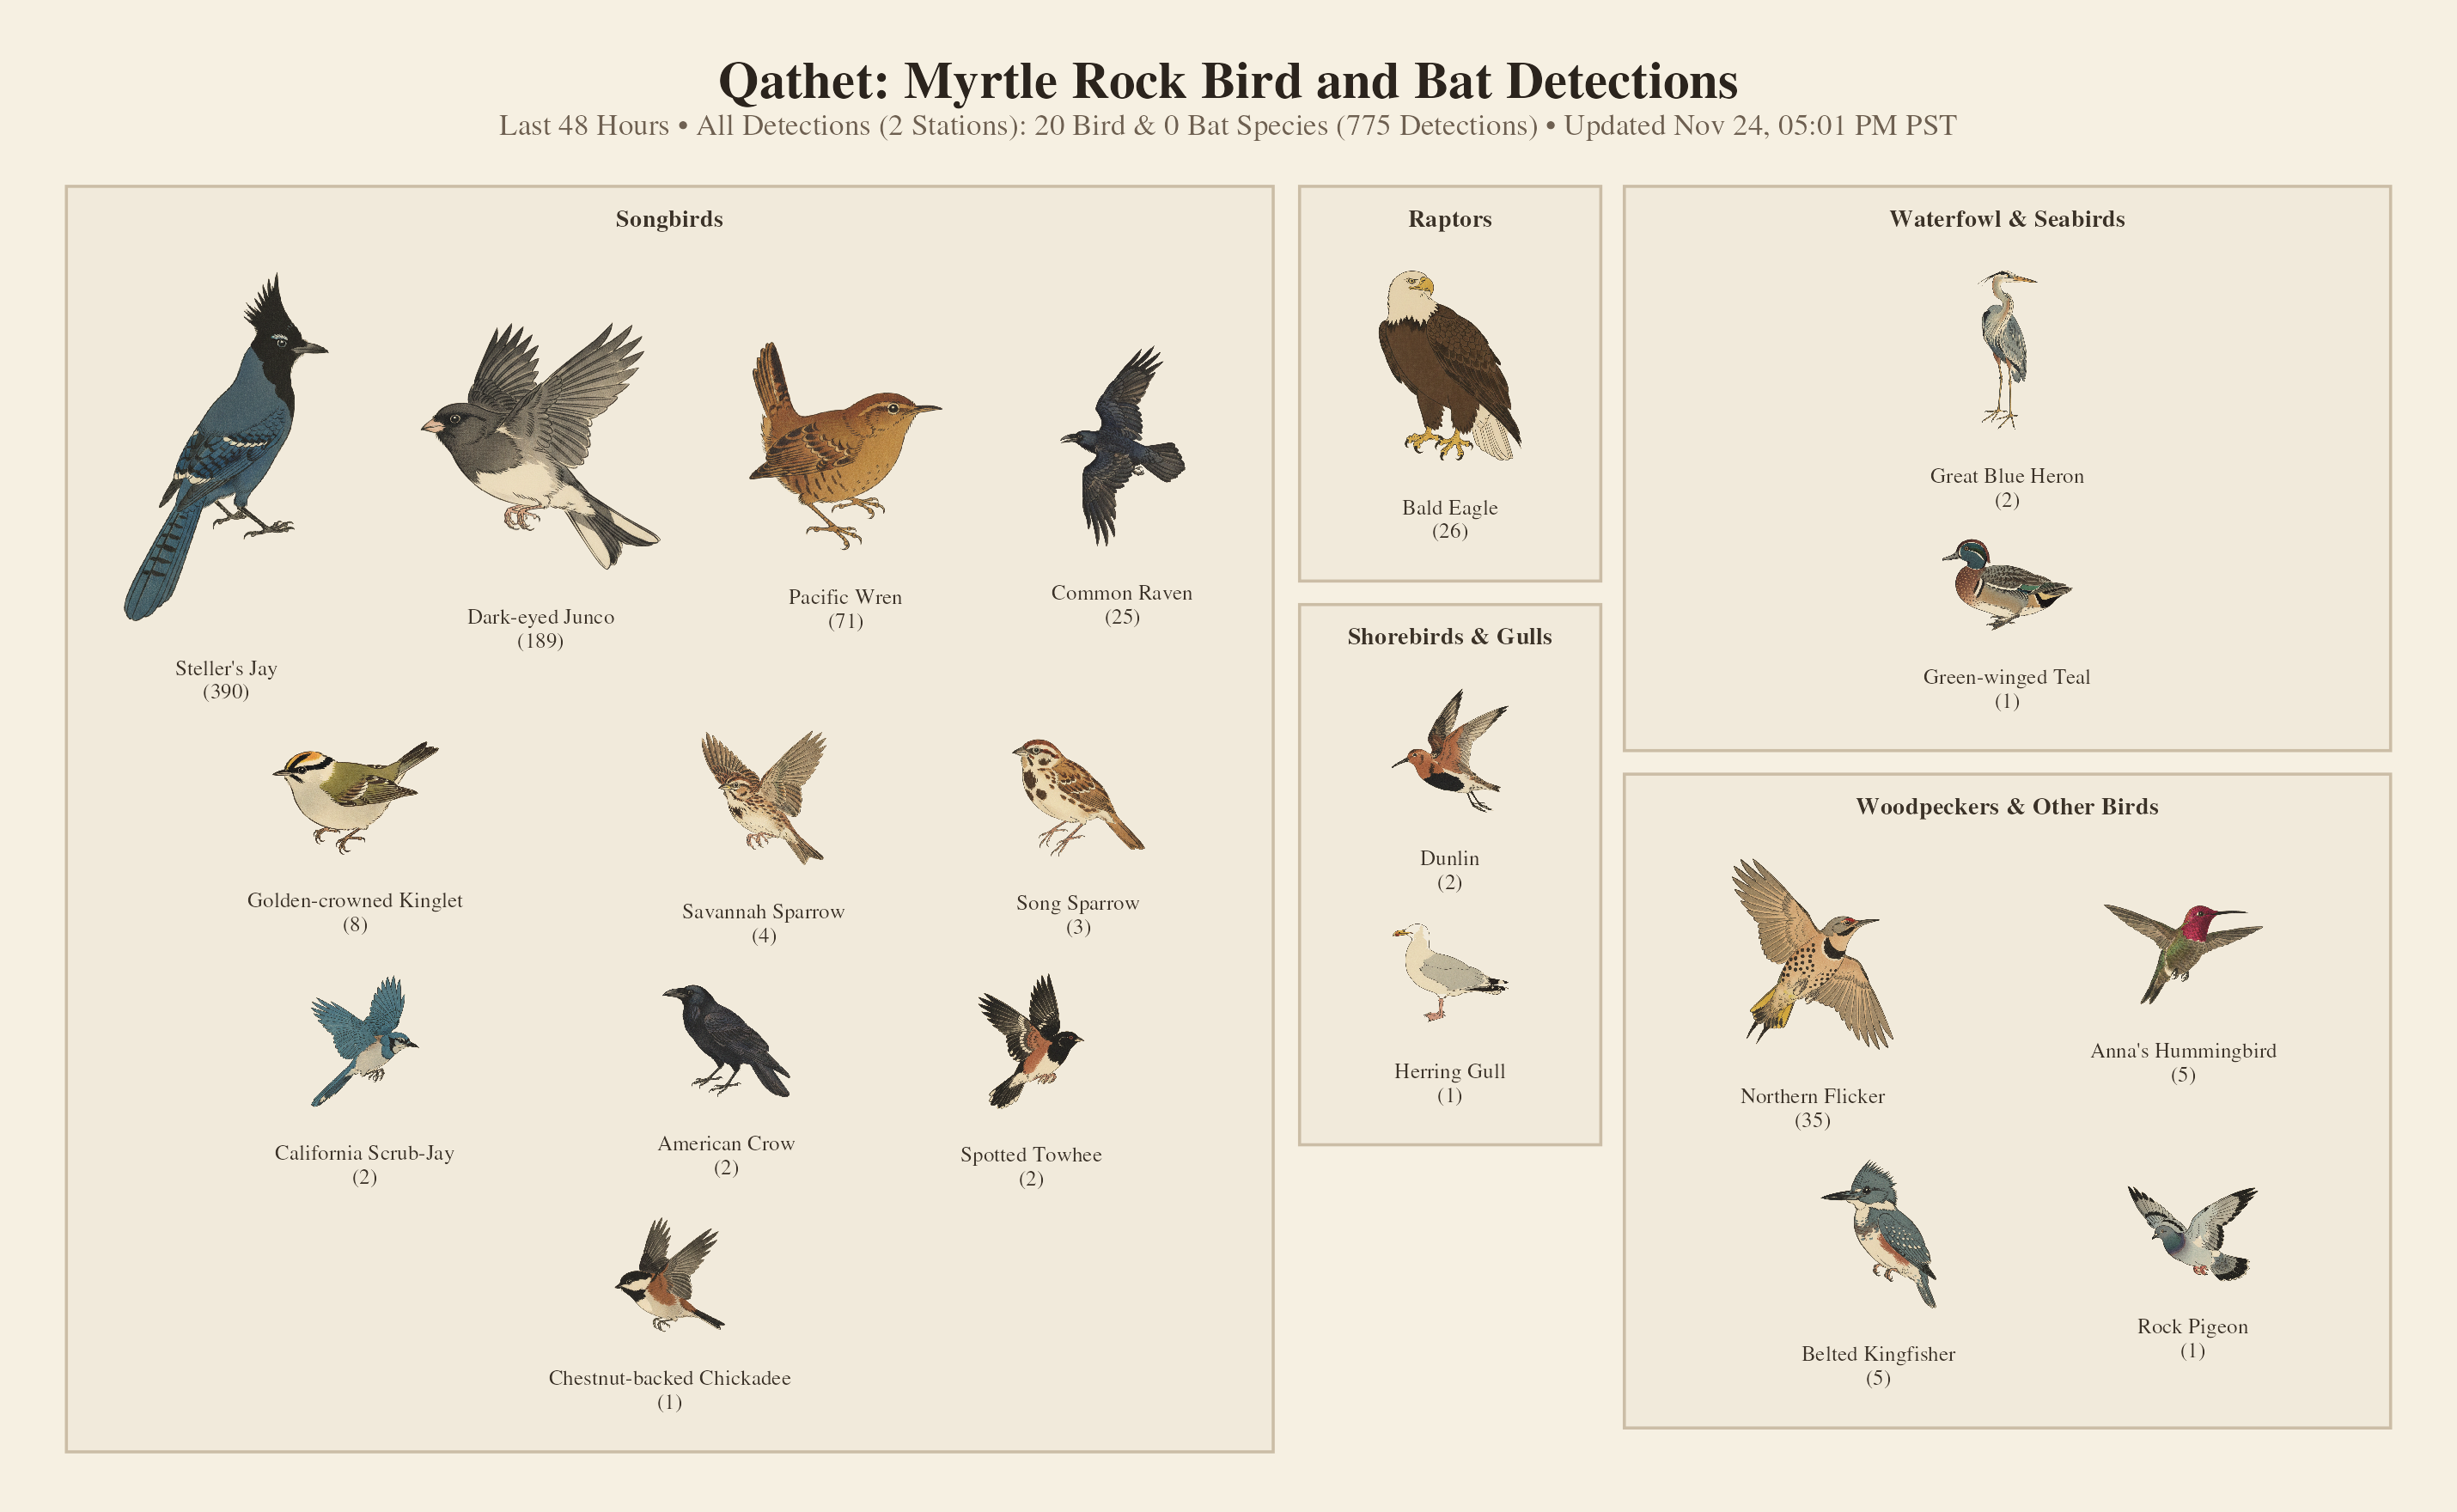 Qathet: Myrtle Rock Bird and Bat Detections
Last 48 Hours • All Detections (2 Stations): 20 Bird & 0 Bat Species (775 Detections) • Updated Nov 24, 05:01 PM PST
Songbirds
Steller's Jay
(390)
Dark-eyed Junco
(189)
Pacific Wren
(71)
Common Raven
(25)
Golden-crowned Kinglet
(8)
Savannah Sparrow
(4)
Song Sparrow
(3)
California Scrub-Jay
(2)
American Crow
(2)
Spotted Towhee
(2)
Chestnut-backed Chickadee
(1)
Raptors
Bald Eagle
(26)
Shorebirds & Gulls
Dunlin
(2)
Herring Gull
(1)
Waterfowl & Seabirds
Great Blue Heron
(2)
Green-winged Teal
(1)
Woodpeckers & Other Birds
Northern Flicker
(35)
Anna's Hummingbird
(5)
Belted Kingfisher
(5)
Rock Pigeon
(1)